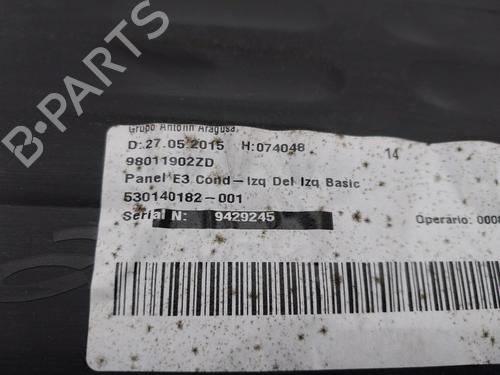 Grupo Antolin Aragusa.
D:27.05.2015 H:074048
14
98011902ZD
Panel E3 Cond-Izq Del Izq Basic
530140182-001
Serial N: 9429245
Operario:
B-PARTS